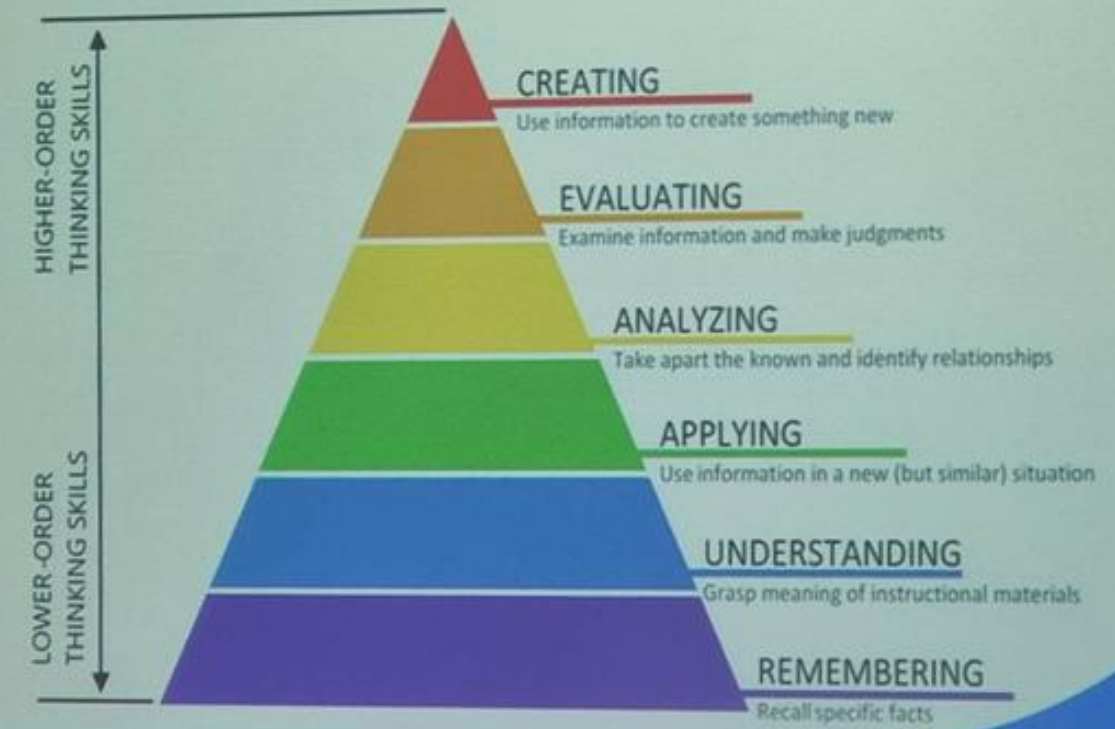 HIGHER-ORDER
THINKING SKILLS
LOWER-ORDER
THINKING SKILLS
CREATING
Use information to create something new
EVALUATING
Examine information and make judgments
ANALYZING
Take apart the known and identify relationships
APPLYING
Use information in a new (but similar) situation
UNDERSTANDING
Grasp meaning of instructional materials
REMEMBERING
Recall specific facts